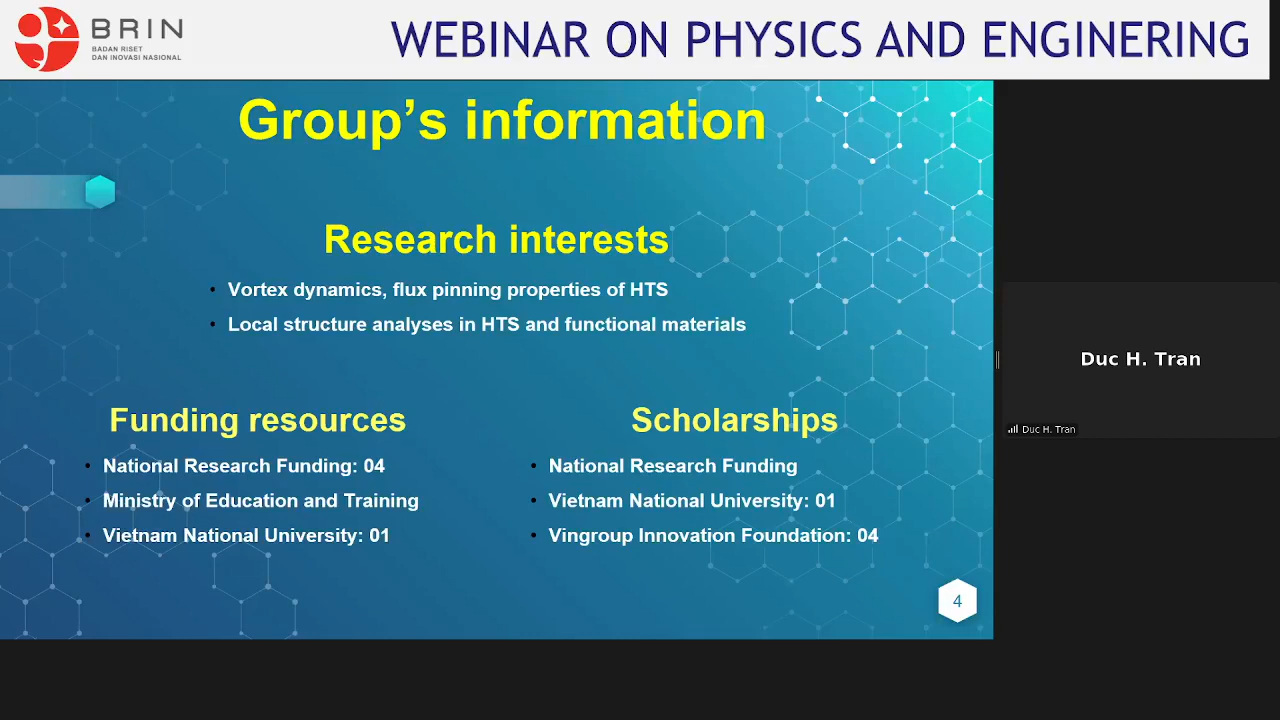 BRIN
BADAN RISET
DAN INOVASI NASIONAL
WEBINAR ON PHYSICS AND ENGINERING
Group’s information
Research interests
• Vortex dynamics, flux pinning properties of HTS
• Local structure analyses in HTS and functional materials
Funding resources
• National Research Funding: 04
• Ministry of Education and Training
• Vietnam National University: 01
Scholarships
• National Research Funding
• Vietnam National University: 01
• Vingroup Innovation Foundation: 04
4
Duc H. Tran
Duc H. Tran